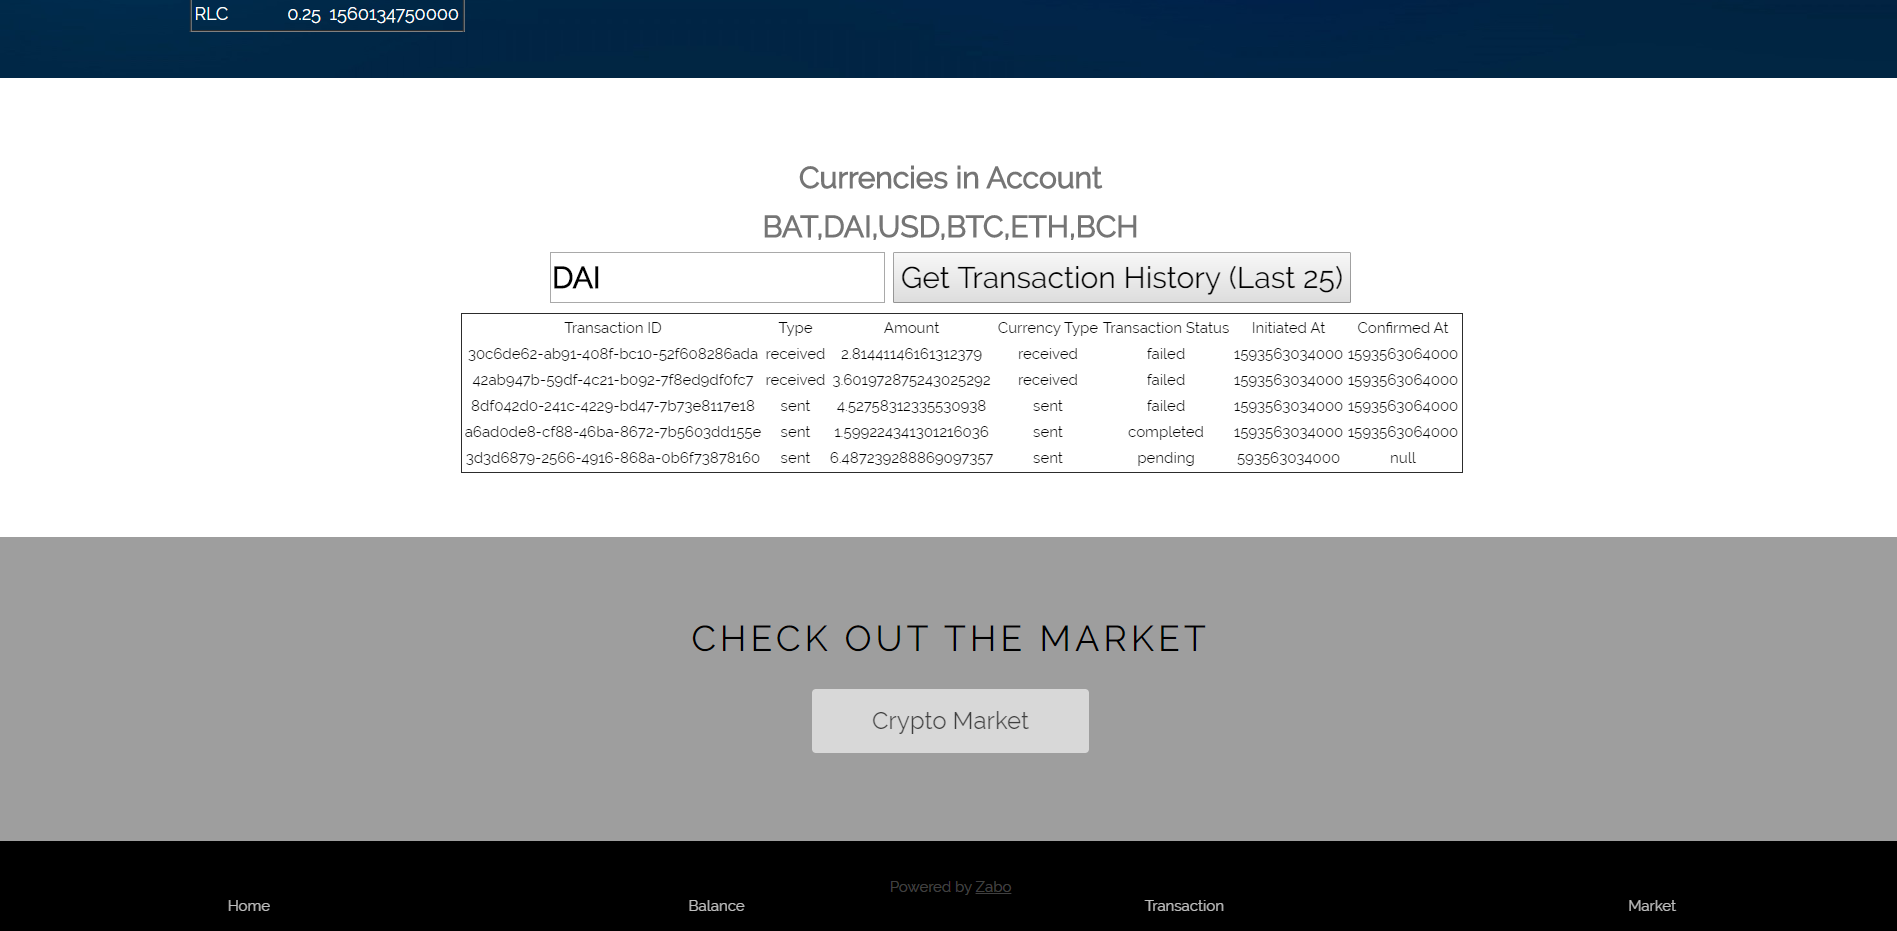 RLC 0.25 1560134750000
Currencies in Account
BAT,DAI,USD,BTC,ETH,BCH
DAI Get Transaction History (Last 25)
Transaction ID Type Amount Currency Type Transaction Status Initiated At Confirmed At
30c6de62-ab91-408f-bc10-52f608286ada received 2.81441146161312379 received failed 1593563034000 1593563064000
42ab947b-59df-4c21-b092-7f8ed9df0fc7 received 3.601972875243025292 received failed 1593563034000 1593563064000
8df042d0-241c-4229-bd47-7b73e8117e18 sent 4.52758312335530938 sent failed 1593563034000 1593563064000
a6ad0de8-cf88-46ba-8672-7b5603dd155e sent 1.599224341301216036 sent completed 1593563034000 1593563064000
3d3d6879-2566-4916-868a-0b6f73878160 sent 6.487239288869097357 sent pending 593563034000 null
CHECK OUT THE MARKET
Crypto Market
Powered by Zabo
Home Balance Transaction Market